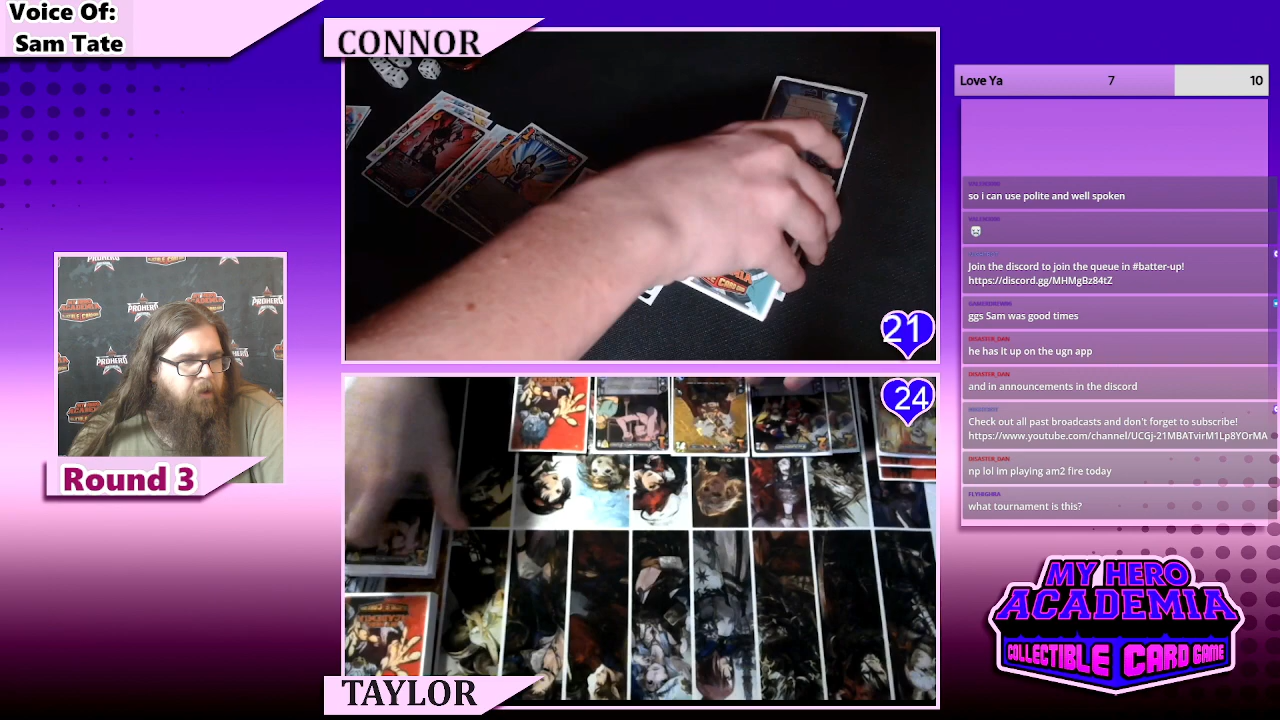 Voice Of:
Sam Tate
CONNOR
21
Love Ya 7 10
so i can use polite and well spoken
Join the discord to join the queue in #batter-up!
https://discord.gg/MHMgBz84tZ
ggs Sam was good times
DISASTER_DAN
he has it up on the ugn app
DISASTER_DAN
and in announcements in the discord
Check out all past broadcasts and don't forget to subscribe!
https://www.youtube.com/channel/UCGj-21MBATvirM1Lp8YOrMA
DISASTER_DAN
np lol im playing am2 fire today
what tournament is this?
Round 3
24
TAYLOR
MY HERO
ACADEMIA
COLLECTIBLE CARD GAME